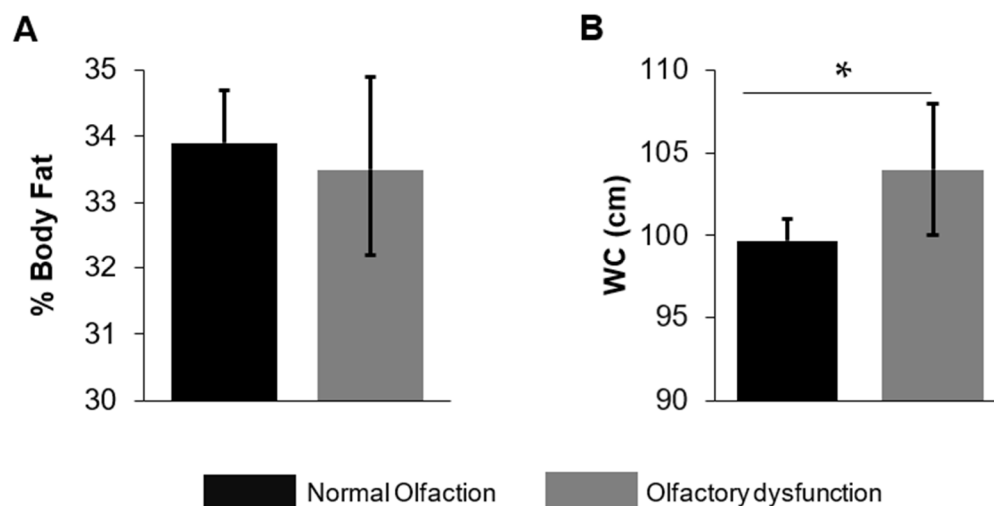 A
B
% Body Fat
35
34
33
32
31
30
WC (cm)
110
105
100
95
90
*
Normal Olfaction
Olfactory dysfunction